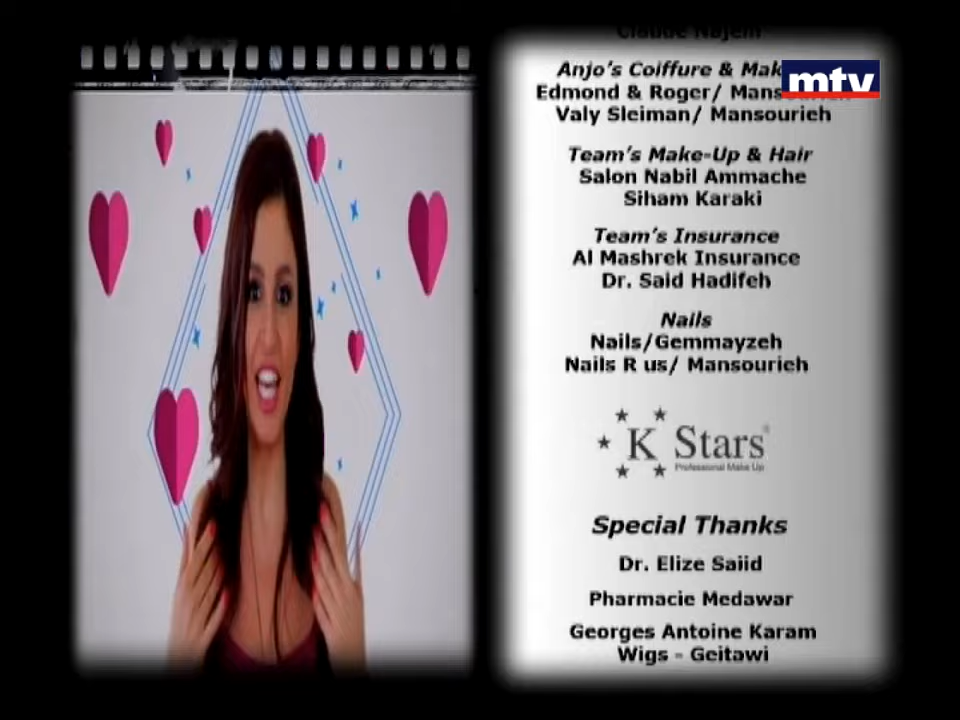 Claude Najem
mtv
Anjo's Coiffure &
Edmond & Roger/
Valy Sleiman/ Mansourieh
Team's Make-Up & Hair
Salon Nabil Ammache
Siham Karaki
Team's Insurance
Al Mashrek Insurance
Dr. Said Hadifeh
Nails
Nails/Gemmayzeh
Nails R us/ Mansourieh
K Stars
Professional Make Up
Special Thanks
Dr. Elize Saiid
Pharmacie Medawar
Georges Antoine Karam
Wigs - Geitawi